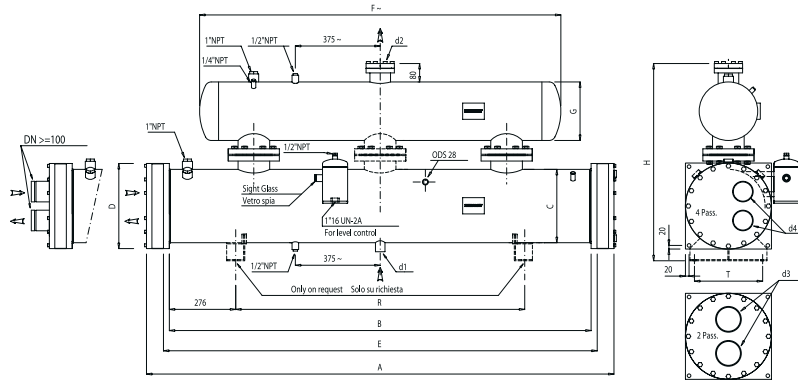 F ~
1"NPT
1/2"NPT
375 ~
d2
1/4"NPT
80
G
H
DN >=100
1"NPT
1/2"NPT
ODS 28
D
Sight Glass
Vetro spia
C
1"16 UN-2A
For level control
4 Pass.
d4
20
1/2"NPT
375 ~
d1
20
T
Only on request
Solo su richiesta
d3
276
R
B
2 Pass.
E
A